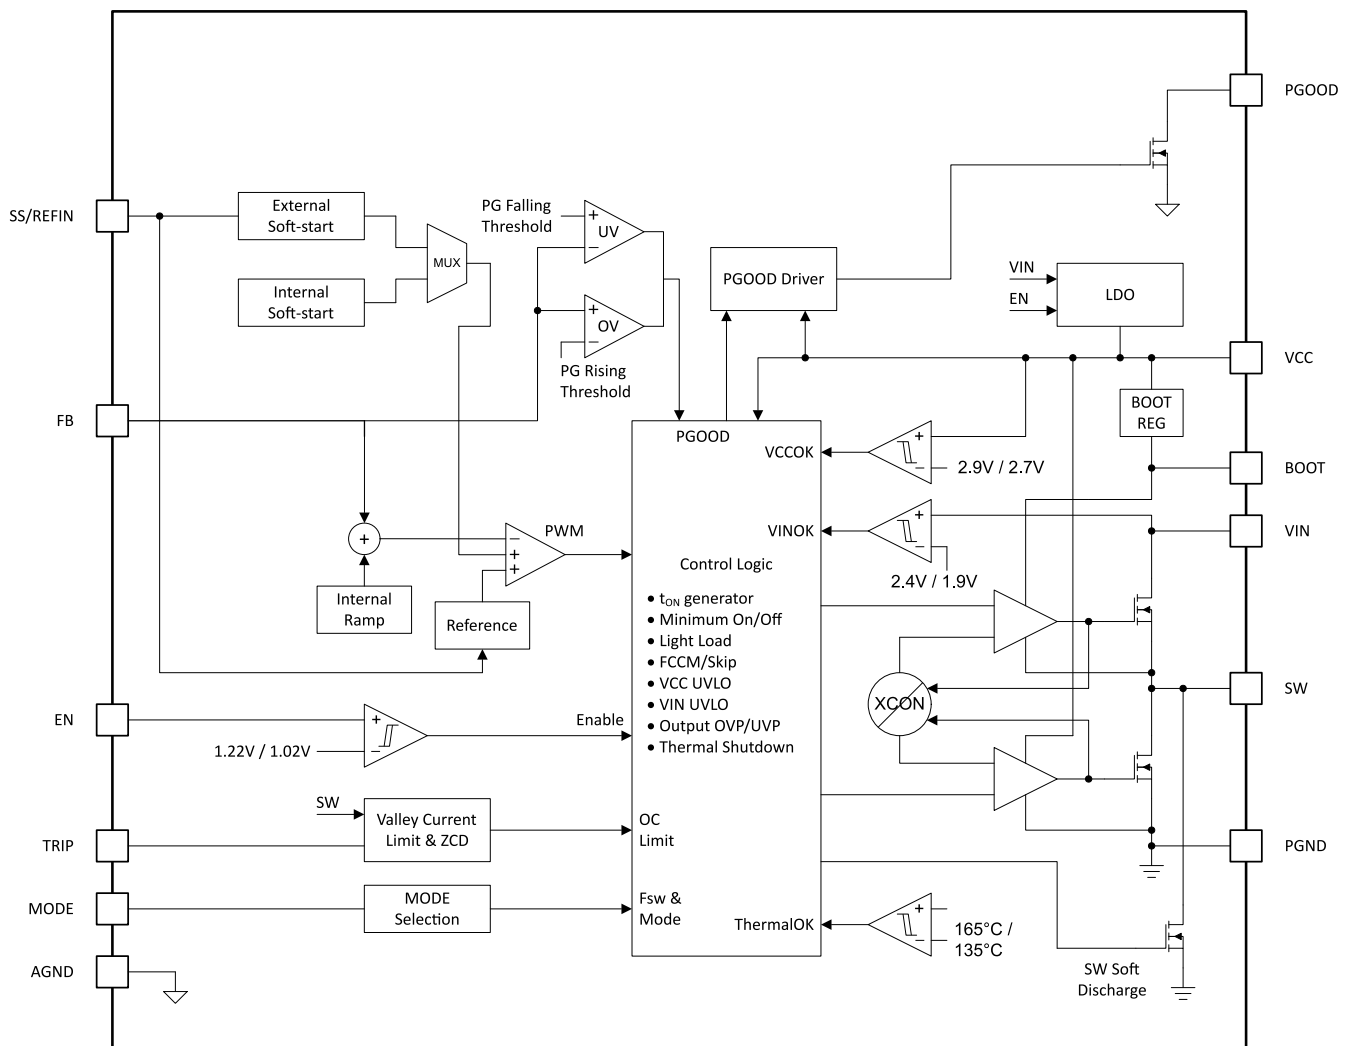 PGOOD
SS/REFIN
External
Soft-start
Internal
Soft-start
MUX
PG Falling
Threshold
+
UV
−
+
OV
−
PG Rising
Threshold
PGOOD Driver
VIN
EN
LDO
VCC
BOOT
REG
BOOT
FB
PGOOD
VCCOK
+
−
2.9V / 2.7V
VINOK
+
−
2.4V / 1.9V
VIN
+
Internal
Ramp
PWM
−
+
+
Reference
Control Logic
• tON generator
• Minimum On/Off
• Light Load
• FCCM/Skip
• VCC UVLO
• VIN UVLO
• Output OVP/UVP
• Thermal Shutdown
XCON
SW
EN
+
−
1.22V / 1.02V
Enable
SW
Valley Current
Limit & ZCD
OC
Limit
TRIP
PGND
MODE
MODE
Selection
Fsw &
Mode
ThermalOK
+
−
165°C /
135°C
AGND
SW Soft
Discharge